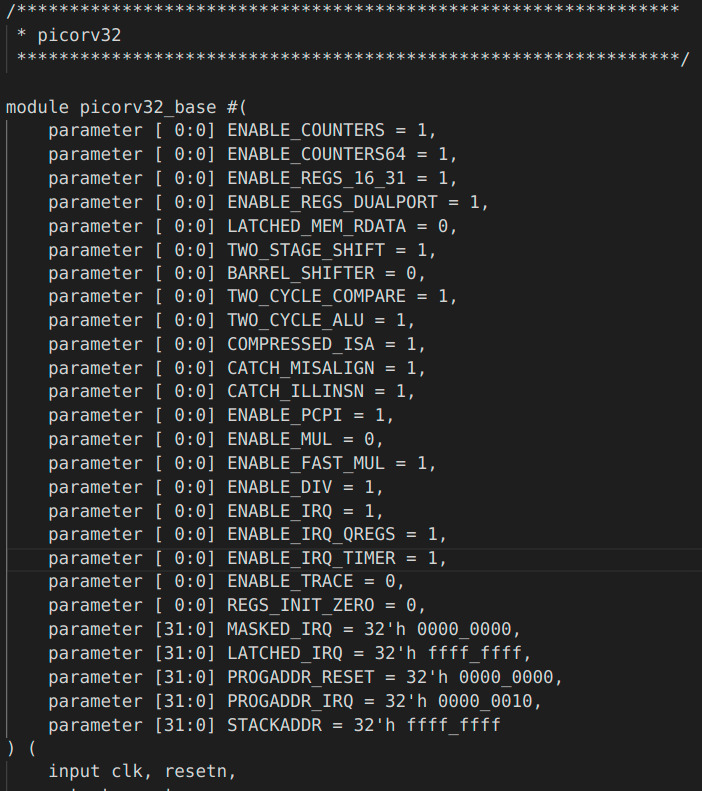 /***************************************************************
 * picorv32
 ***************************************************************/

module picorv32_base #(
    parameter [ 0:0] ENABLE_COUNTERS = 1,
    parameter [ 0:0] ENABLE_COUNTERS64 = 1,
    parameter [ 0:0] ENABLE_REGS_16_31 = 1,
    parameter [ 0:0] ENABLE_REGS_DUALPORT = 1,
    parameter [ 0:0] LATCHED_MEM_RDATA = 0,
    parameter [ 0:0] TWO_STAGE_SHIFT = 1,
    parameter [ 0:0] BARREL_SHIFTER = 0,
    parameter [ 0:0] TWO_CYCLE_COMPARE = 1,
    parameter [ 0:0] TWO_CYCLE_ALU = 1,
    parameter [ 0:0] COMPRESSED_ISA = 1,
    parameter [ 0:0] CATCH_MISALIGN = 1,
    parameter [ 0:0] CATCH_ILLINSN = 1,
    parameter [ 0:0] ENABLE_PCPI = 1,
    parameter [ 0:0] ENABLE_MUL = 0,
    parameter [ 0:0] ENABLE_FAST_MUL = 1,
    parameter [ 0:0] ENABLE_DIV = 1,
    parameter [ 0:0] ENABLE_IRQ = 1,
    parameter [ 0:0] ENABLE_IRQ_QREGS = 1,
    parameter [ 0:0] ENABLE_IRQ_TIMER = 1,
    parameter [ 0:0] ENABLE_TRACE = 0,
    parameter [ 0:0] REGS_INIT_ZERO = 0,
    parameter [31:0] MASKED_IRQ = 32'h 0000_0000,
    parameter [31:0] LATCHED_IRQ = 32'h ffff_ffff,
    parameter [31:0] PROGADDR_RESET = 32'h 0000_0000,
    parameter [31:0] PROGADDR_IRQ = 32'h 0000_0010,
    parameter [31:0] STACKADDR = 32'h ffff_ffff
) (
    input clk, resetn,